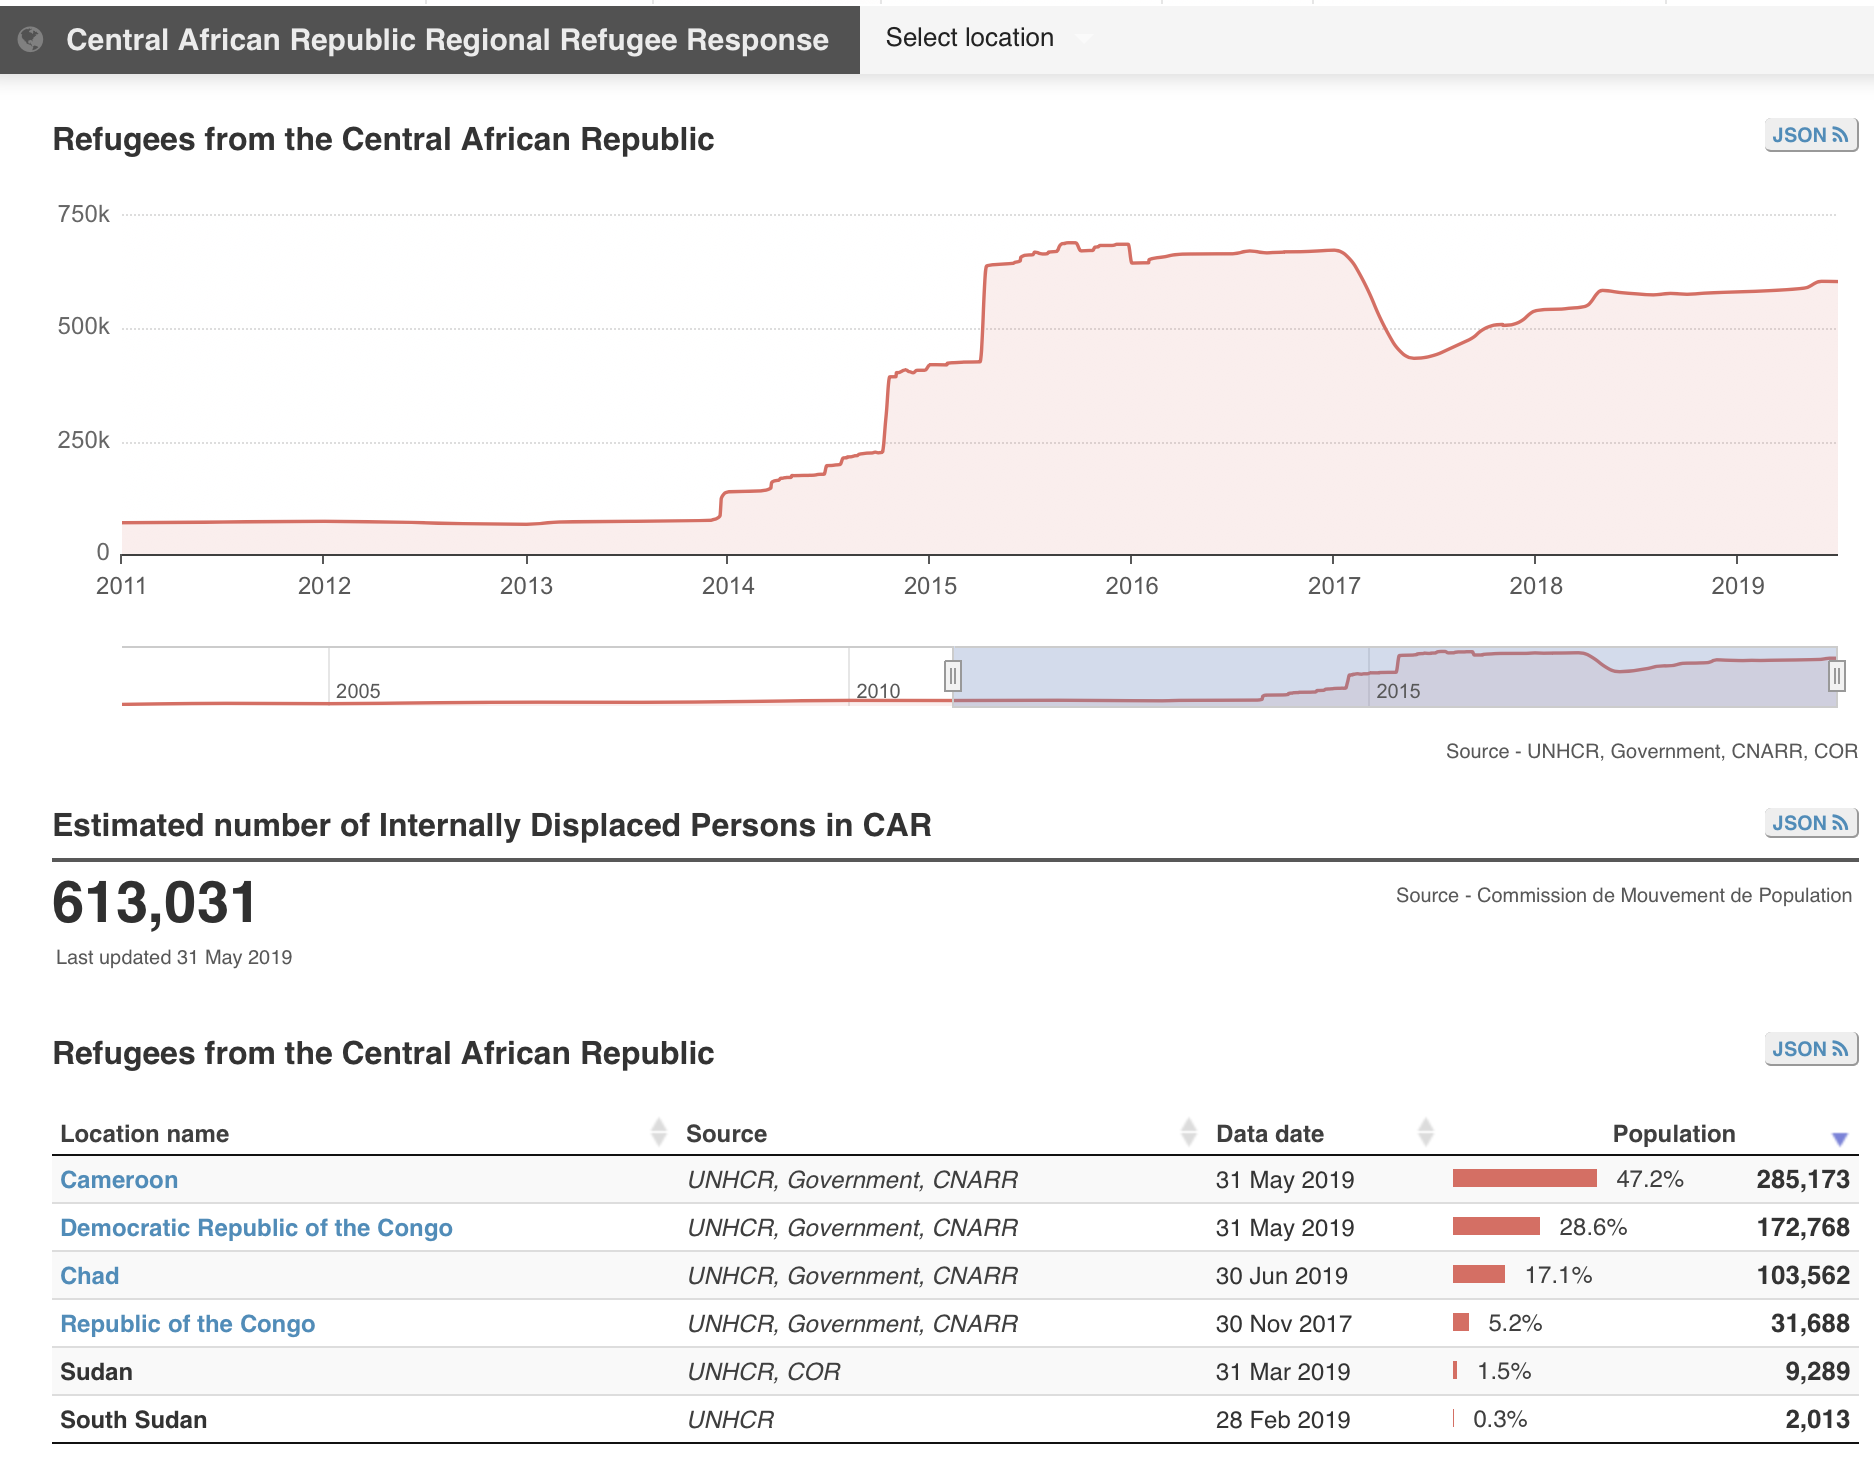 Central African Republic Regional Refugee Response Select location
Refugees from the Central African Republic JSON
750k
500k
250k
0
2011 2012 2013 2014 2015 2016 2017 2018 2019
2005 2010 2015
Source - UNHCR, Government, CNARR, COR
Estimated number of Internally Displaced Persons in CAR JSON
613,031 Source - Commission de Mouvement de Population
Last updated 31 May 2019
Refugees from the Central African Republic JSON
Location name Source Data date Population
Cameroon UNHCR, Government, CNARR 31 May 2019 47.2% 285,173
Democratic Republic of the Congo UNHCR, Government, CNARR 31 May 2019 28.6% 172,768
Chad UNHCR, Government, CNARR 30 Jun 2019 17.1% 103,562
Republic of the Congo UNHCR, Government, CNARR 30 Nov 2017 5.2% 31,688
Sudan UNHCR, COR 31 Mar 2019 1.5% 9,289
South Sudan UNHCR 28 Feb 2019 0.3% 2,013